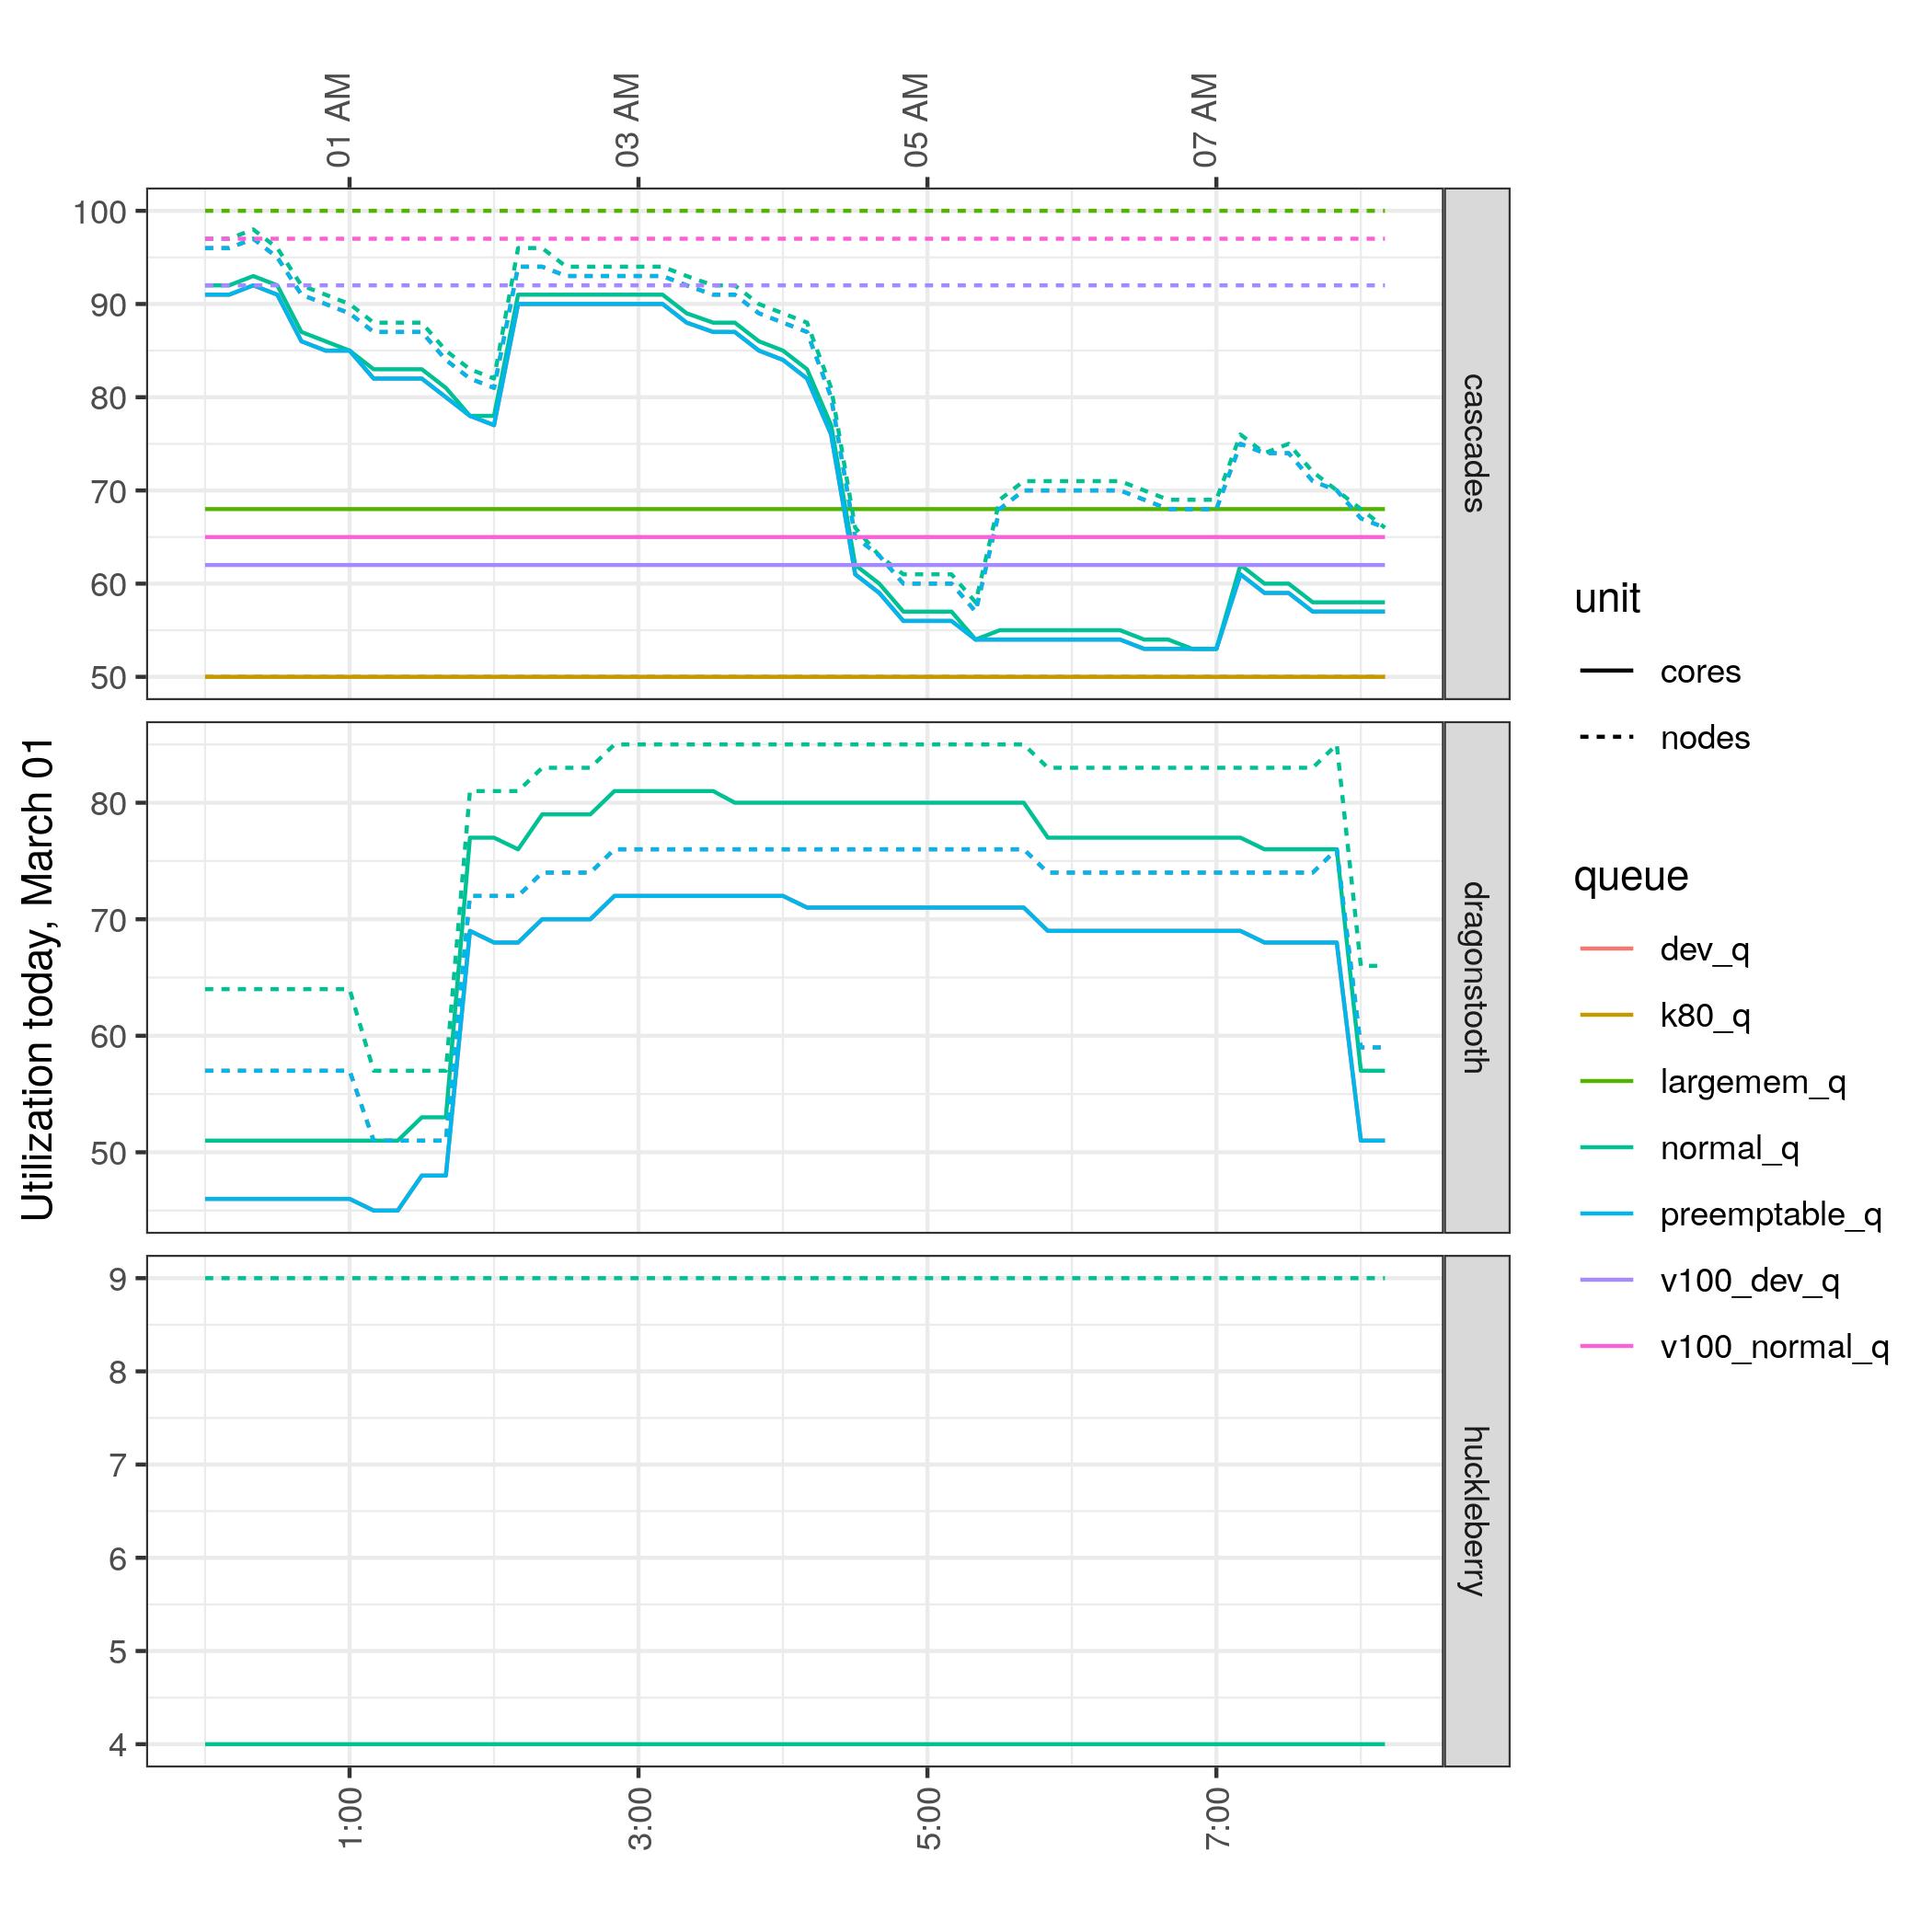 01 AM
03 AM
05 AM
07 AM
100
90
80
70
60
50
cascades
Utilization today, March 01
80
70
60
50
dragonstooth
9
8
7
6
5
4
huckleberry
1:00
3:00
5:00
7:00
unit
cores
nodes
queue
dev_q
k80_q
largemem_q
normal_q
preemptable_q
v100_dev_q
v100_normal_q